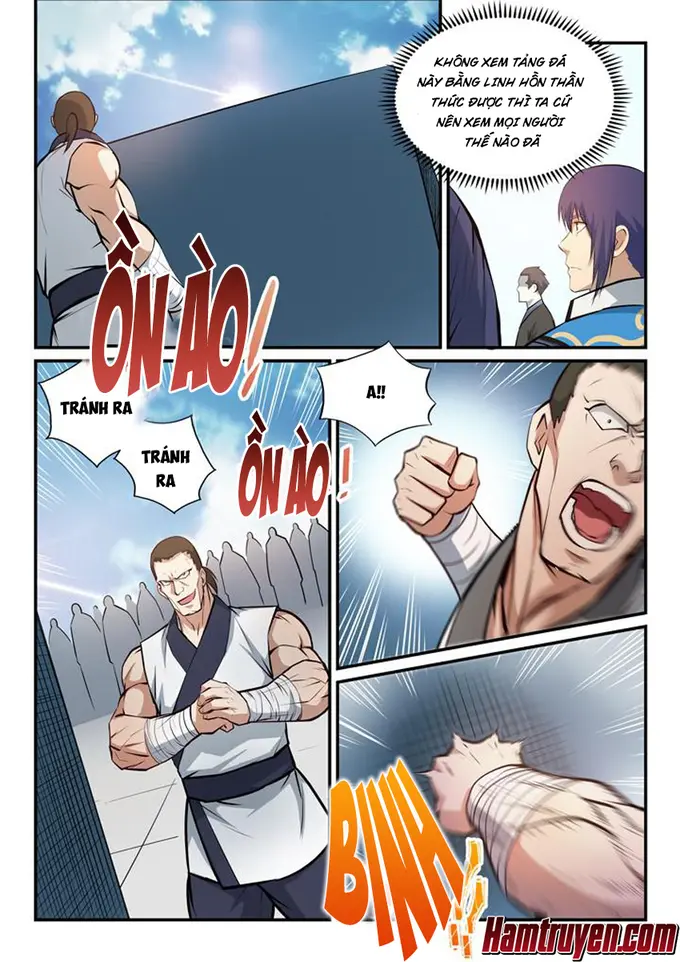 KHÔNG XEM TẢNG ĐÁ
NÀY BẰNG LINH HỒN THẦN
THỨC ĐƯỢC THÌ TA CỨ
NÊN XEM MỌI NGƯỜI
THẾ NÀO ĐÃ
ỒN ÀO!
TRÁNH RA
TRÁNH
RA
ỒN ÀO!
A!!
BINH
Hamtruyen.com